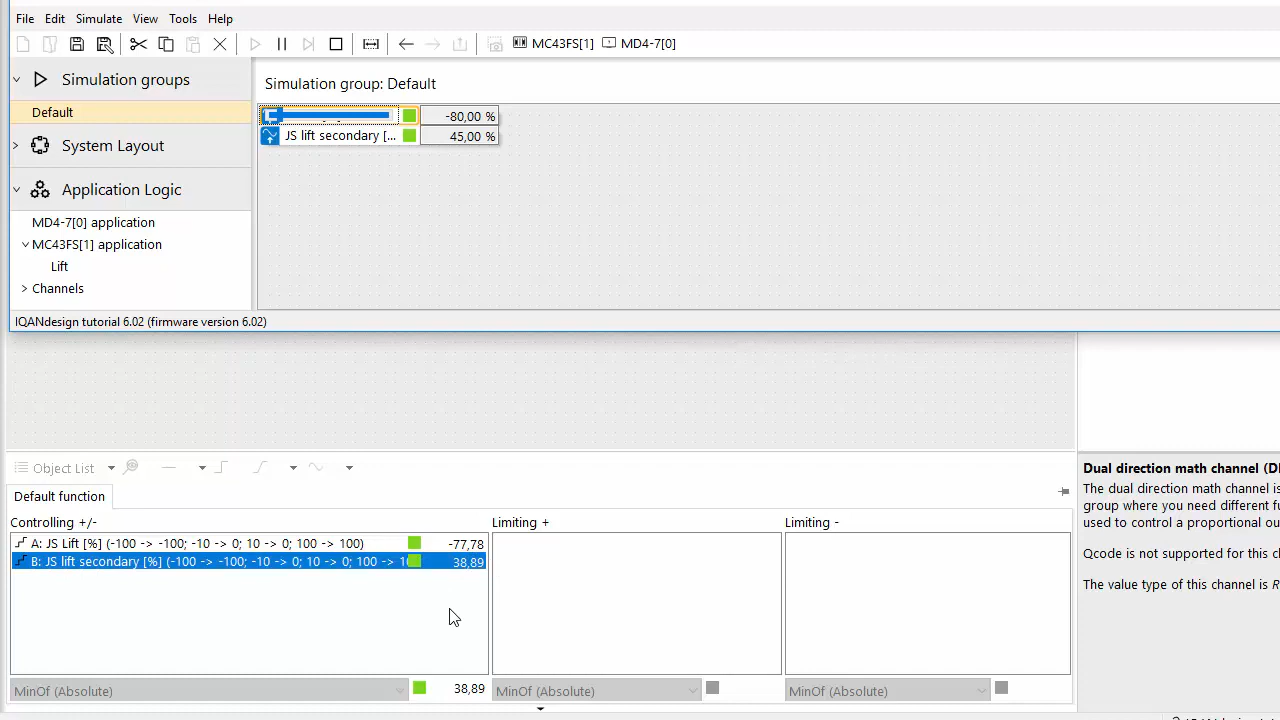 File Edit Simulate View Tools Help
MC43FS[1] MD4-7[0]
Simulation groups
Simulation group: Default
Default
-80,00 %
JS lift secondary [... 45,00 %
System Layout
Application Logic
MD4-7[0] application
MC43FS[1] application
Lift
Channels
IQANdesign tutorial 6.02 (firmware version 6.02)
Object List
Default function
Controlling +/- Limiting + Limiting -
A: JS Lift [%] (-100 -> -100; -10 -> 0; 10 -> 0; 100 -> 100) -77,78
B: JS lift secondary [%] (-100 -> -100; -10 -> 0; 10 -> 0; 100 -> 38,89
MinOf (Absolute) 38,89 MinOf (Absolute) MinOf (Absolute)
Dual direction math channel
The dual direction math channel is
group where you need different
used to control a proportional
Qcode is not supported for this
The value type of this channel is